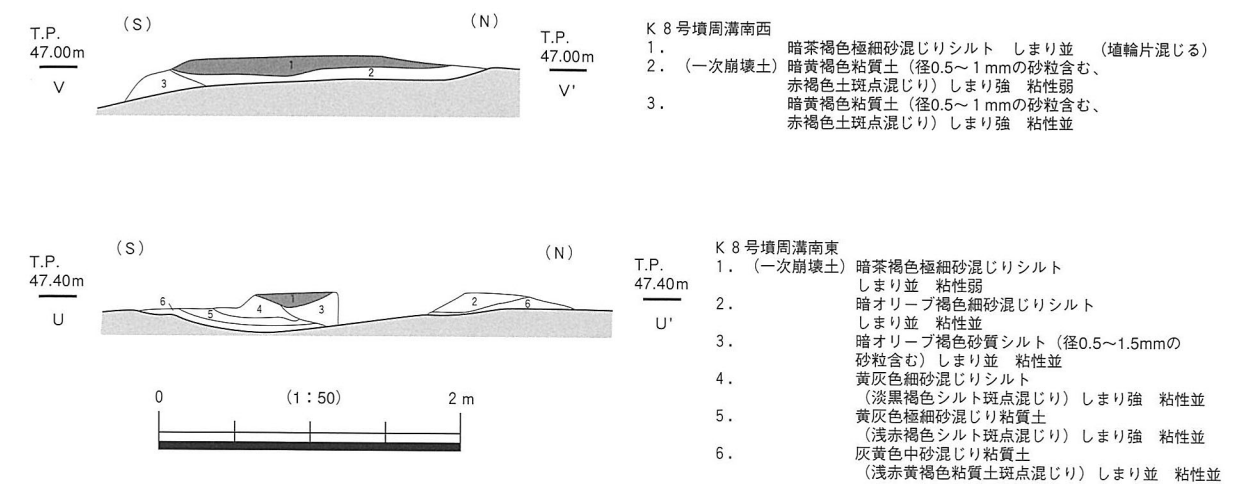 (S)
(N)
T.P.
47.00m
V
T.P.
47.00m
V'
1
2
3
K 8号墳周溝南西
1. 暗茶褐色極細砂混じりシルト しまり並 (埴輪片混じる)
2. (一次崩壊土) 暗黄褐色粘質土(径0.5～1mmの砂粒含む、
赤褐色土斑点混じり) しまり強 粘性弱
3. 暗黄褐色粘質土(径0.5～1mmの砂粒含む、
赤褐色土斑点混じり) しまり強 粘性並
(S)
(N)
T.P.
47.40m
U
T.P.
47.40m
U'
6
5
4
1
3
2
6
K 8号墳周溝南東
1. (一次崩壊土) 暗茶褐色極細砂混じりシルト
しまり並 粘性弱
2. 暗オリーブ褐色細砂混じりシルト
しまり並 粘性並
3. 暗オリーブ褐色砂質シルト(径0.5～1.5mmの
砂粒含む) しまり並 粘性並
4. 黄灰色細砂混じりシルト
(淡黒褐色シルト斑点混じり) しまり強 粘性並
5. 黄灰色極細砂混じり粘質土
(浅赤褐色シルト斑点混じり) しまり強 粘性並
6. 灰黄色中砂混じり粘質土
(浅赤黄褐色粘質土斑点混じり) しまり並 粘性並
0 (1:50) 2 m